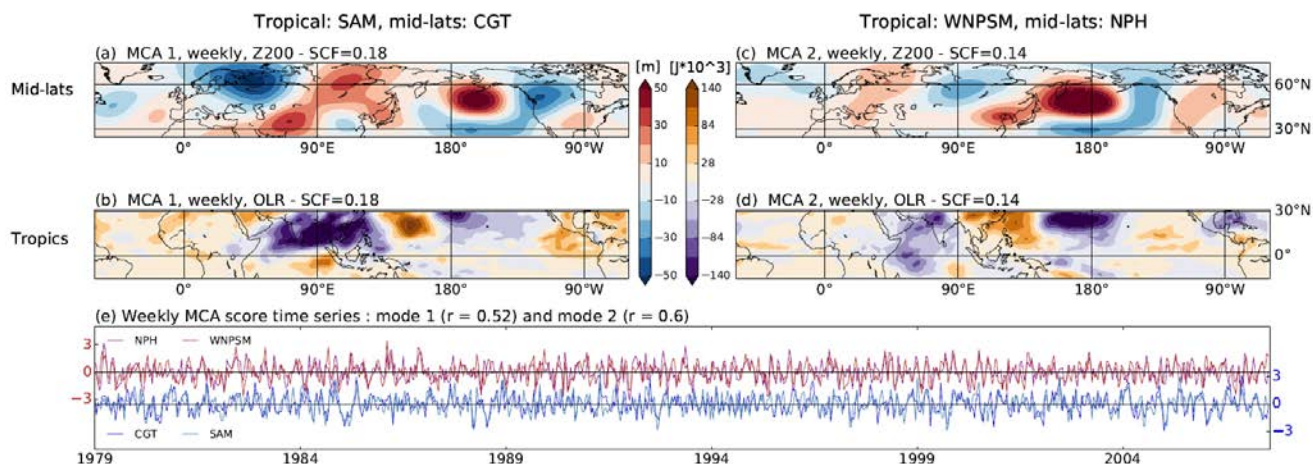 Tropical: SAM, mid-lats: CGT
Tropical: WNPSM, mid-lats: NPH
(a) MCA 1, weekly, Z200 - SCF=0.18
[m] [J*10^3]
(c) MCA 2, weekly, Z200 - SCF=0.14
Mid-lats
50 140
30 84
10 28
−10 −28
−30 −84
−50 −140
60°N
30°N
0° 90°E 180° 90°W
0° 90°E 180° 90°W
(b) MCA 1, weekly, OLR - SCF=0.18
(d) MCA 2, weekly, OLR - SCF=0.14
Tropics
30°N
0°
0° 90°E 180° 90°W
0° 90°E 180° 90°W
(e) Weekly MCA score time series : mode 1 (r = 0.52) and mode 2 (r = 0.6)
NPH WNPSM
3
0
−3
3
0
−3
CGT SAM
1979 1984 1989 1994 1999 2004